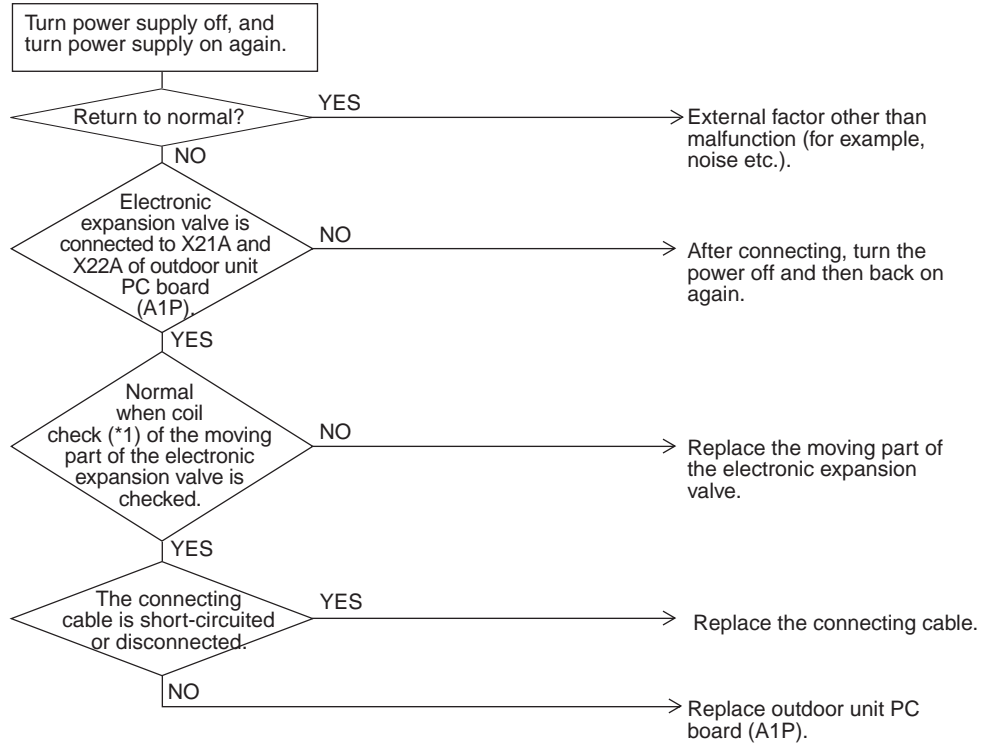 Turn power supply off, and
turn power supply on again.
Return to normal?
YES
External factor other than
malfunction (for example,
noise etc.).
NO
Electronic
expansion valve is
connected to X21A and
X22A of outdoor unit
PC board
(A1P).
NO
After connecting, turn the
power off and then back on
again.
YES
Normal
when coil
check (*1) of the moving
part of the electronic
expansion valve is
checked.
NO
Replace the moving part of
the electronic expansion
valve.
YES
The connecting
cable is short-circuited
or disconnected.
YES
Replace the connecting cable.
NO
Replace outdoor unit PC
board (A1P).